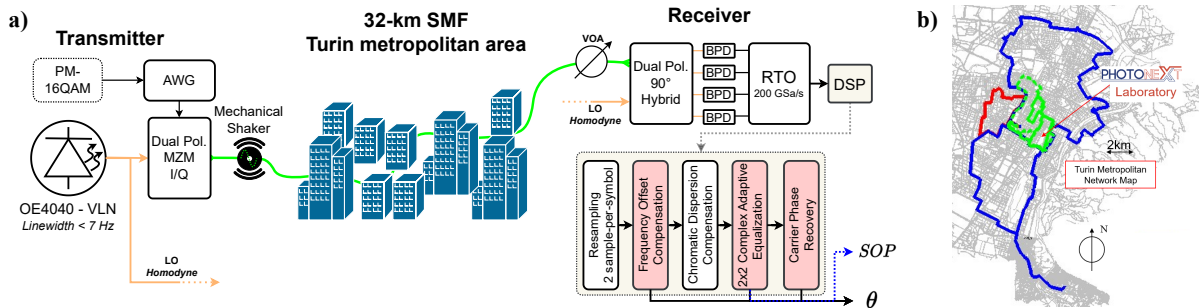 a)
Transmitter
PM-
16QAM
AWG
Dual Pol.
MZM
I/Q
Mechanical
Shaker
OE4040 - VLN
Linewidth < 7 Hz
LO
Homodyne
32-km SMF
Turin metropolitan area
Receiver
VOA
Dual Pol.
90°
Hybrid
LO
Homodyne
BPD
BPD
BPD
BPD
RTO
200 GSa/s
DSP
Resampling
2 sample-per-symbol
Frequency Offset
Compensation
Chromatic Dispersion
Compensation
2x2 Complex Adaptive
Equalization
Carrier Phase
Recovery
SOP
θ
b)
PHOTONEXT
Laboratory
2km
Turin Metropolitan
Network Map
N